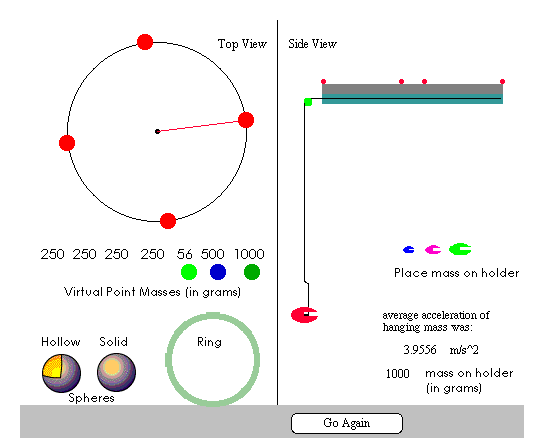 Top View
Side View
250 250 250 250 56 500 1000
Virtual Point Masses (in grams)
Place mass on holder
average acceleration of
hanging mass was:
3.9556 m/s^2
1000 mass on holder
(in grams)
Hollow Solid
Ring
Spheres
Go Again